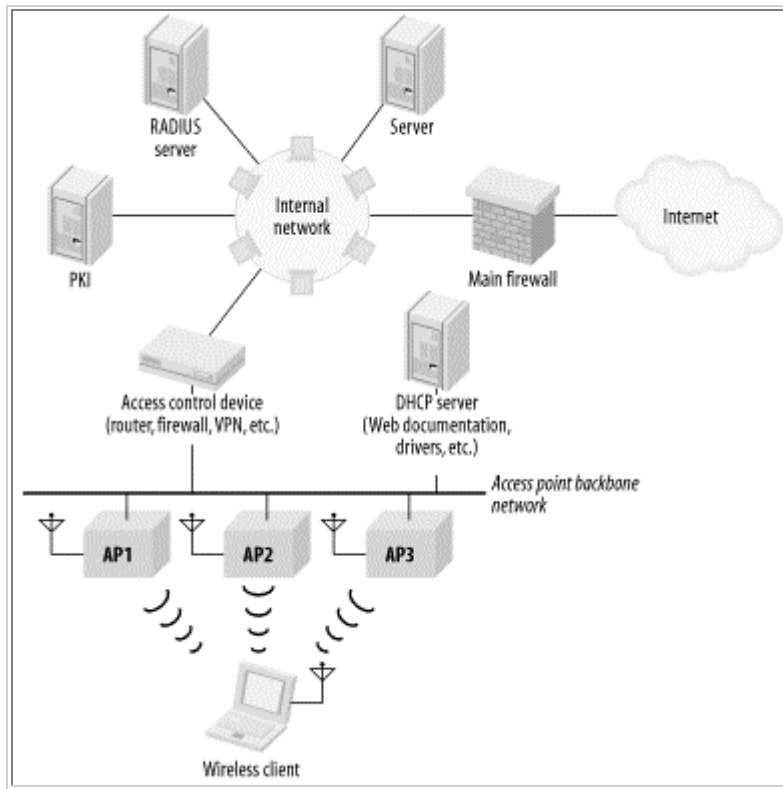 RADIUS
server
Server
PKI
Internal
network
Main firewall
Internet
Access control device
(router, firewall, VPN, etc.)
DHCP server
(Web documentation,
drivers, etc.)
Access point backbone
network
AP1
AP2
AP3
Wireless client